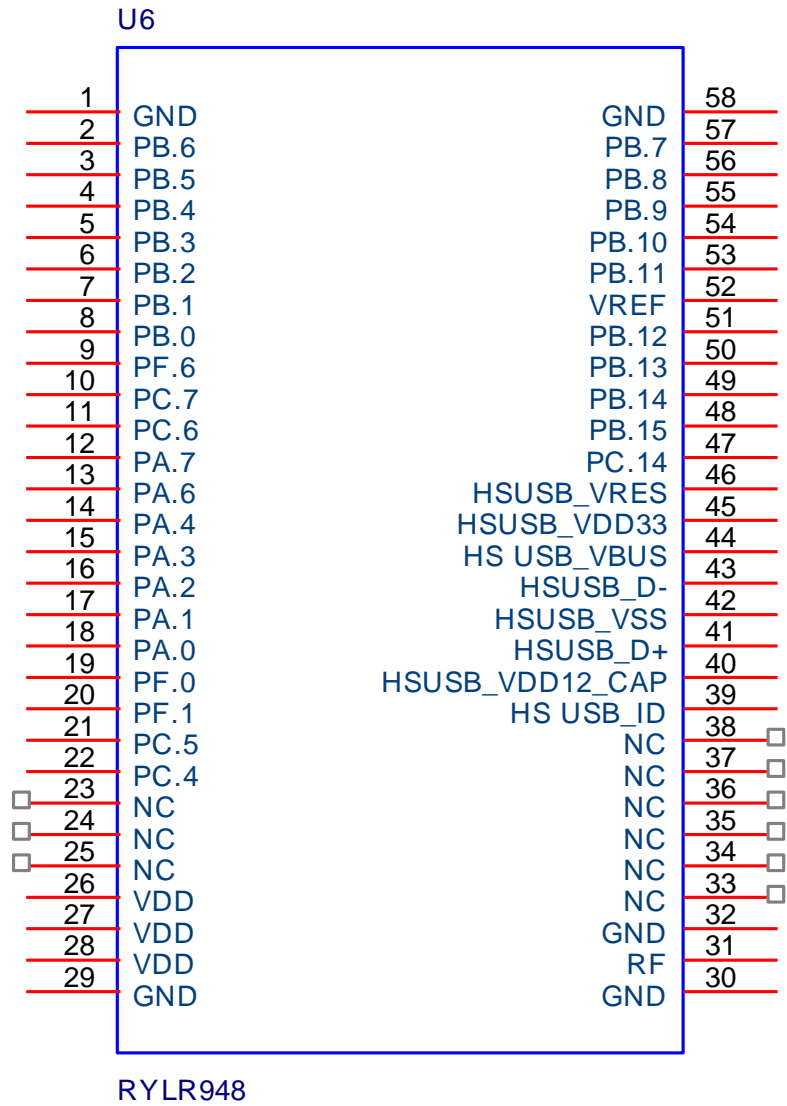 U6
1 GND GND 58
2 PB.6 PB.7 57
3 PB.5 PB.8 56
4 PB.4 PB.9 55
5 PB.3 PB.10 54
6 PB.2 PB.11 53
7 PB.1 VREF 52
8 PB.0 PB.12 51
9 PF.6 PB.13 50
10 PC.7 PB.14 49
11 PC.6 PB.15 48
12 PA.7 PC.14 47
13 PA.6 HSUSB_VRES 46
14 PA.4 HSUSB_VDD33 45
15 PA.3 HS USB_VBUS 44
16 PA.2 HSUSB_D- 43
17 PA.1 HSUSB_VSS 42
18 PA.0 HSUSB_D+ 41
19 PF.0 HSUSB_VDD12_CAP 40
20 PF.1 HS USB_ID 39
21 PC.5 NC 38
22 PC.4 NC 37
23 NC NC 36
24 NC NC 35
25 NC NC 34
26 VDD NC 33
27 VDD GND 32
28 VDD RF 31
29 GND GND 30
RYLR948